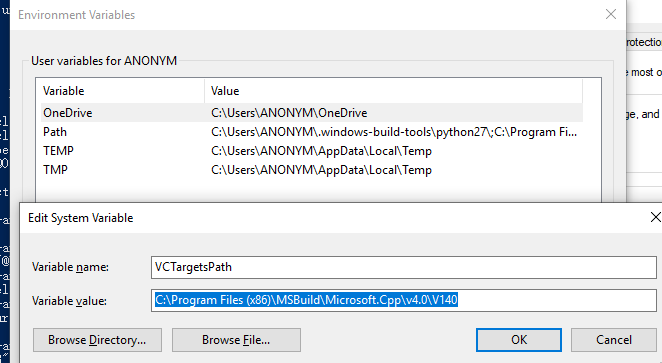 Environment Variables
rotection
User variables for ANONYM
e most o
Variable Value
OneDrive C:\Users\ANONYM\OneDrive
Path C:\Users\ANONYM\.windows-build-tools\python27\;C:\Program Fi...
ge, and
TEMP C:\Users\ANONYM\AppData\Local\Temp
TMP C:\Users\ANONYM\AppData\Local\Temp
Edit System Variable
Variable name: VCTargetsPath
Variable value: C:\Program Files (x86)\MSBuild\Microsoft.Cpp\v4.0\V140
Browse Directory... Browse File... OK Cancel